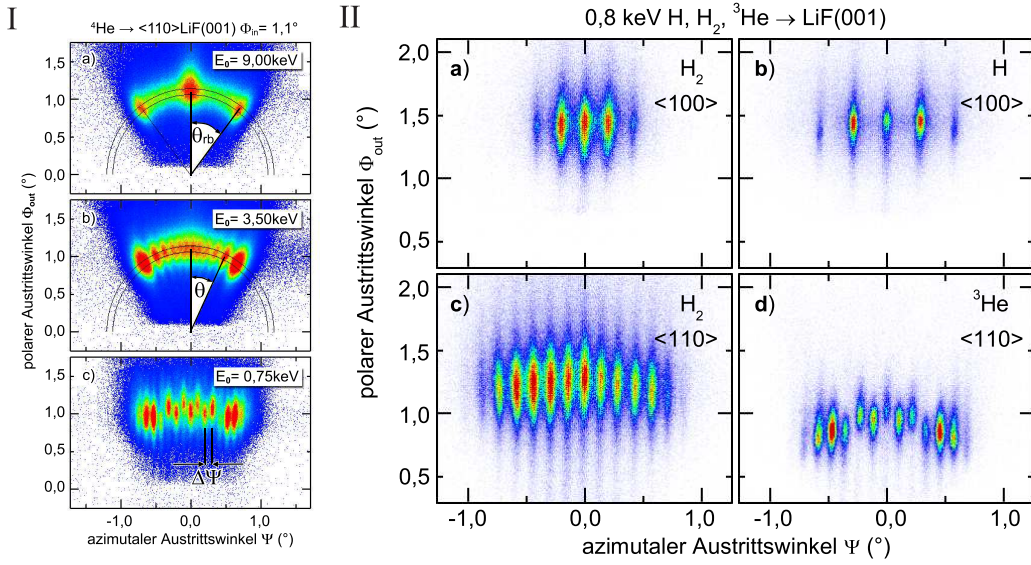 I
⁴He → <110>LiF(001) Φin= 1,1°
a)
E₀= 9,00keV
θrb
1,5
1,0
0,5
0,0
b)
E₀= 3,50keV
θ
1,5
1,0
0,5
0,0
c)
E₀= 0,75keV
ΔΨ
1,5
1,0
0,5
0,0
polarer Austrittswinkel Φout (°)
-1,0
0,0
1,0
azimutaler Austrittswinkel Ψ (°)
II
0,8 keV H, H₂, ³He → LiF(001)
a)
H₂
<100>
b)
H
<100>
2,0
1,5
1,0
0,5
c)
H₂
<110>
d)
³He
<110>
2,0
1,5
1,0
0,5
polarer Austrittswinkel Φout (°)
-1,0
0,0
1,0
-1,0
0,0
1,0
azimutaler Austrittswinkel Ψ (°)